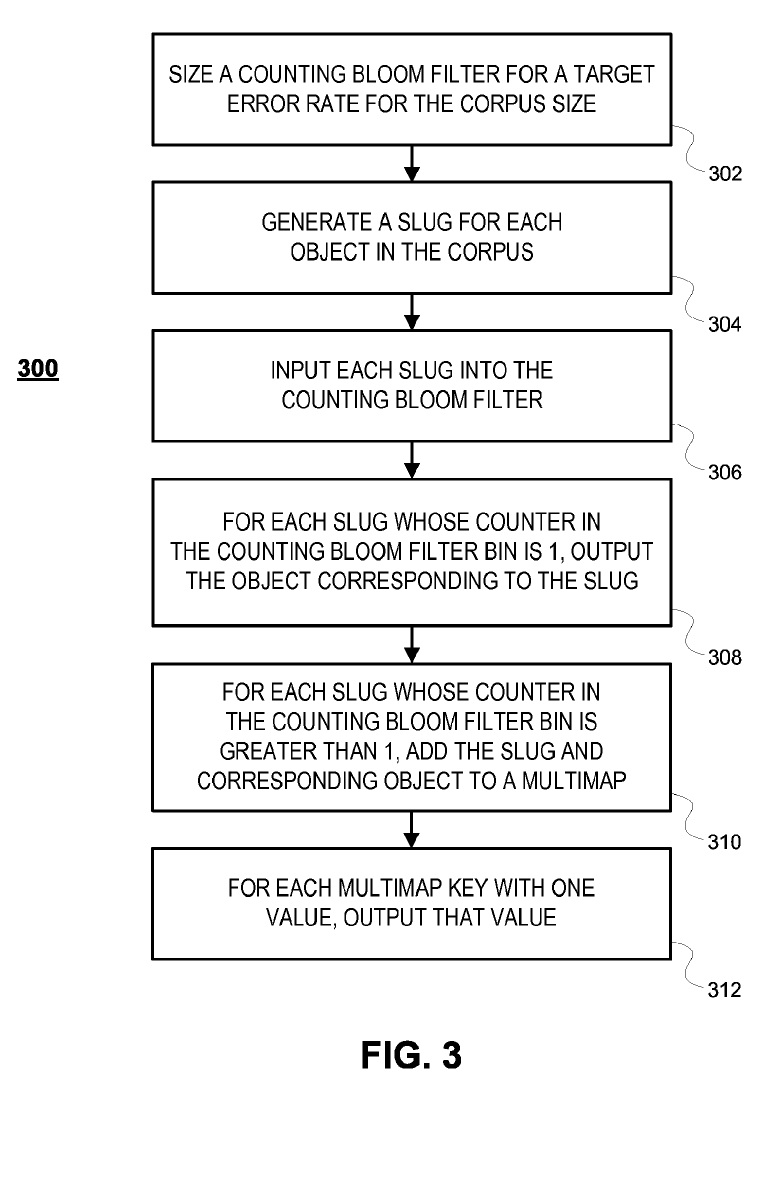 SIZE A COUNTING BLOOM FILTER FOR A TARGET
ERROR RATE FOR THE CORPUS SIZE
302
GENERATE A SLUG FOR EACH
OBJECT IN THE CORPUS
304
300
INPUT EACH SLUG INTO THE
COUNTING BLOOM FILTER
306
FOR EACH SLUG WHOSE COUNTER IN
THE COUNTING BLOOM FILTER BIN IS 1, OUTPUT
THE OBJECT CORRESPONDING TO THE SLUG
308
FOR EACH SLUG WHOSE COUNTER IN
THE COUNTING BLOOM FILTER BIN IS
GREATER THAN 1, ADD THE SLUG AND
CORRESPONDING OBJECT TO A MULTIMAP
310
FOR EACH MULTIMAP KEY WITH ONE
VALUE, OUTPUT THAT VALUE
312
FIG. 3